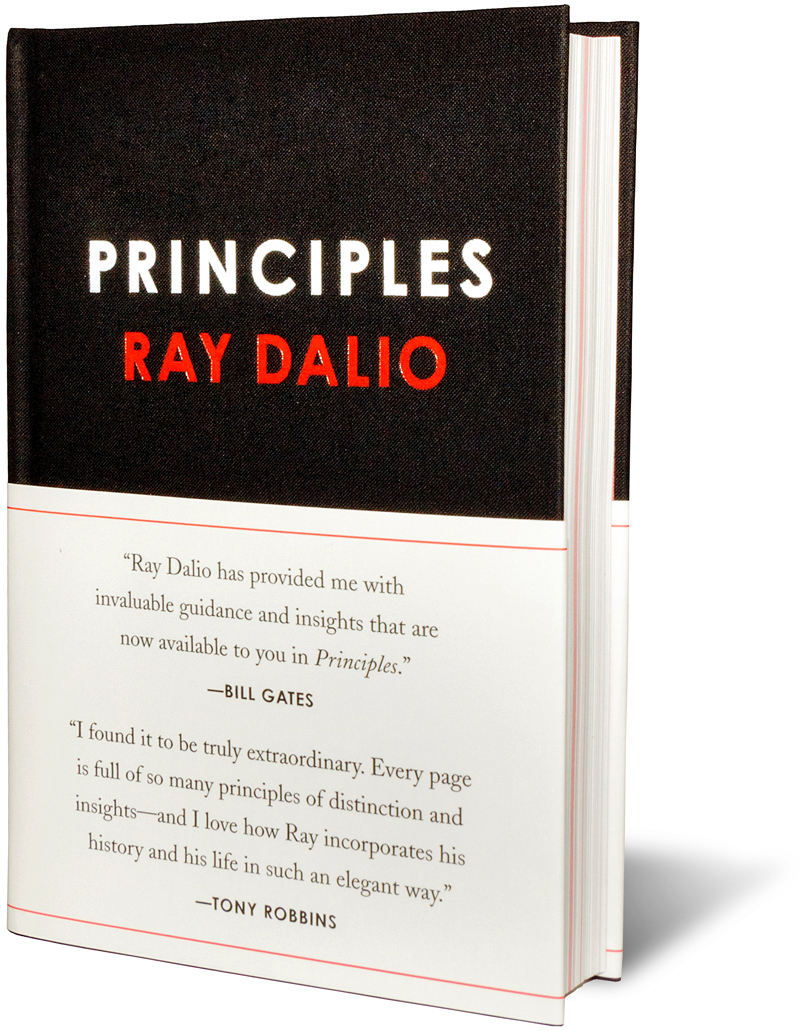 PRINCIPLES
RAY DALIO
“Ray Dalio has provided me with
invaluable guidance and insights that are
now available to you in Principles.”
—BILL GATES
“I found it to be truly extraordinary. Every page
is full of so many principles of distinction and
insights—and I love how Ray incorporates his
history and his life in such an elegant way.”
—TONY ROBBINS